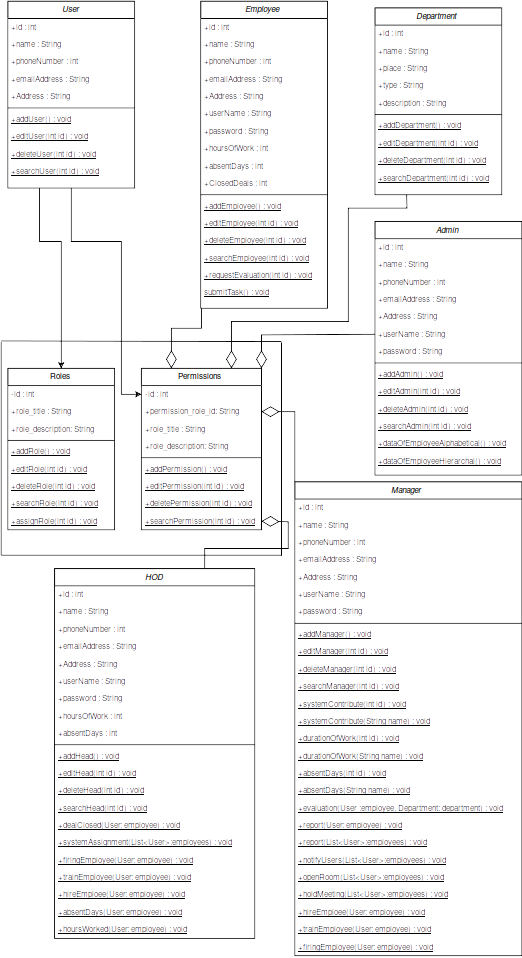 User
+id : int
+name : String
+phoneNumber : int
+emailAddress : String
+Address : String
+addUser() : void
+editUser() : void
+deleteUser(int id) : void
+searchUser(int id) : void
Employee
+id : int
+name : String
+phoneNumber : int
+emailAddress : String
+Address : String
+userName : String
+password : String
+hoursOfWork : int
+absentDays : int
+ClosedDeals : int
+addEmployee() : void
+editEmployee(int id) : void
+deleteEmployee(int id) : void
+searchEmployee(int id) : void
+requestEvaluation(int id) : void
submitTask() : void
Department
+id : int
+name : String
+place : String
+type : String
+description : String
+addDepartment() : void
+editDepartment(int id) : void
+deleteDepartment(int id) : void
+searchDepartment(int id) : void
Admin
+id : int
+name : String
+phoneNumber : int
+emailAddress : String
+Address : String
+userName : String
+password : String
+addAdmin() : void
+editAdmin(int id) : void
+deleteAdmin(int id) : void
+searchAdmin(int id) : void
+dataOfEmployeeAlphabetical() : void
+dataOfEmployeeHierarchal() : void
Roles
-id : int
+role_title : String
+role_description: String
+addRole() : void
+editRole(int id) : void
+deleteRole(int id) : void
+searchRole(int id) : void
+assignRole(int id) : void
Permissions
-id : int
+permission_role_id: String
+role_title : String
+role_description: String
+addPermission() : void
+editPermission(int id) : void
+deletePermission(int id) : void
+searchPermission(int id) : void
Manager
+id : int
+name : String
+phoneNumber : int
+emailAddress : String
+Address : String
+userName : String
+password : String
+addManager() : void
+editManager(int id) : void
+deleteManager(int id) : void
+searchManager(int id) : void
+systemContribute(int id) : void
+systemContribute(String name) : void
+durationOfWork(int id) : void
+durationOfWork(String name) : void
+absentDays(int id) : void
+absentDays(String name) : void
+evaluation(User :employee, Department: department) : void
+report(User: employee) : void
+report(List<User>:employees) : void
+notifyUsers(List<User>:employees) : void
+openRoom(List<User>:employees) : void
+holdMeeting(List<User>:employees) : void
+hireEmploee(User: employee) : void
+trainEmployee(User: employee) : void
+firingEmployee(User: employee) : void
HOD
+id : int
+name : String
+phoneNumber : int
+emailAddress : String
+Address : String
+userName : String
+password : String
+hoursOfWork : int
+absentDays : int
+addHead() : void
+editHead(int id) : void
+deleteHead(int id) : void
+searchHead(int id) : void
+dealClosed(User: employee) : void
+systemAssignment(List<User>:employees) : void
+firingEmployee(User: employee) : void
+trainEmployee(User: employee) : void
+hireEmploee(User: employee) : void
+absentDays(User: employee) : void
+hoursWorked(User: employee) : void